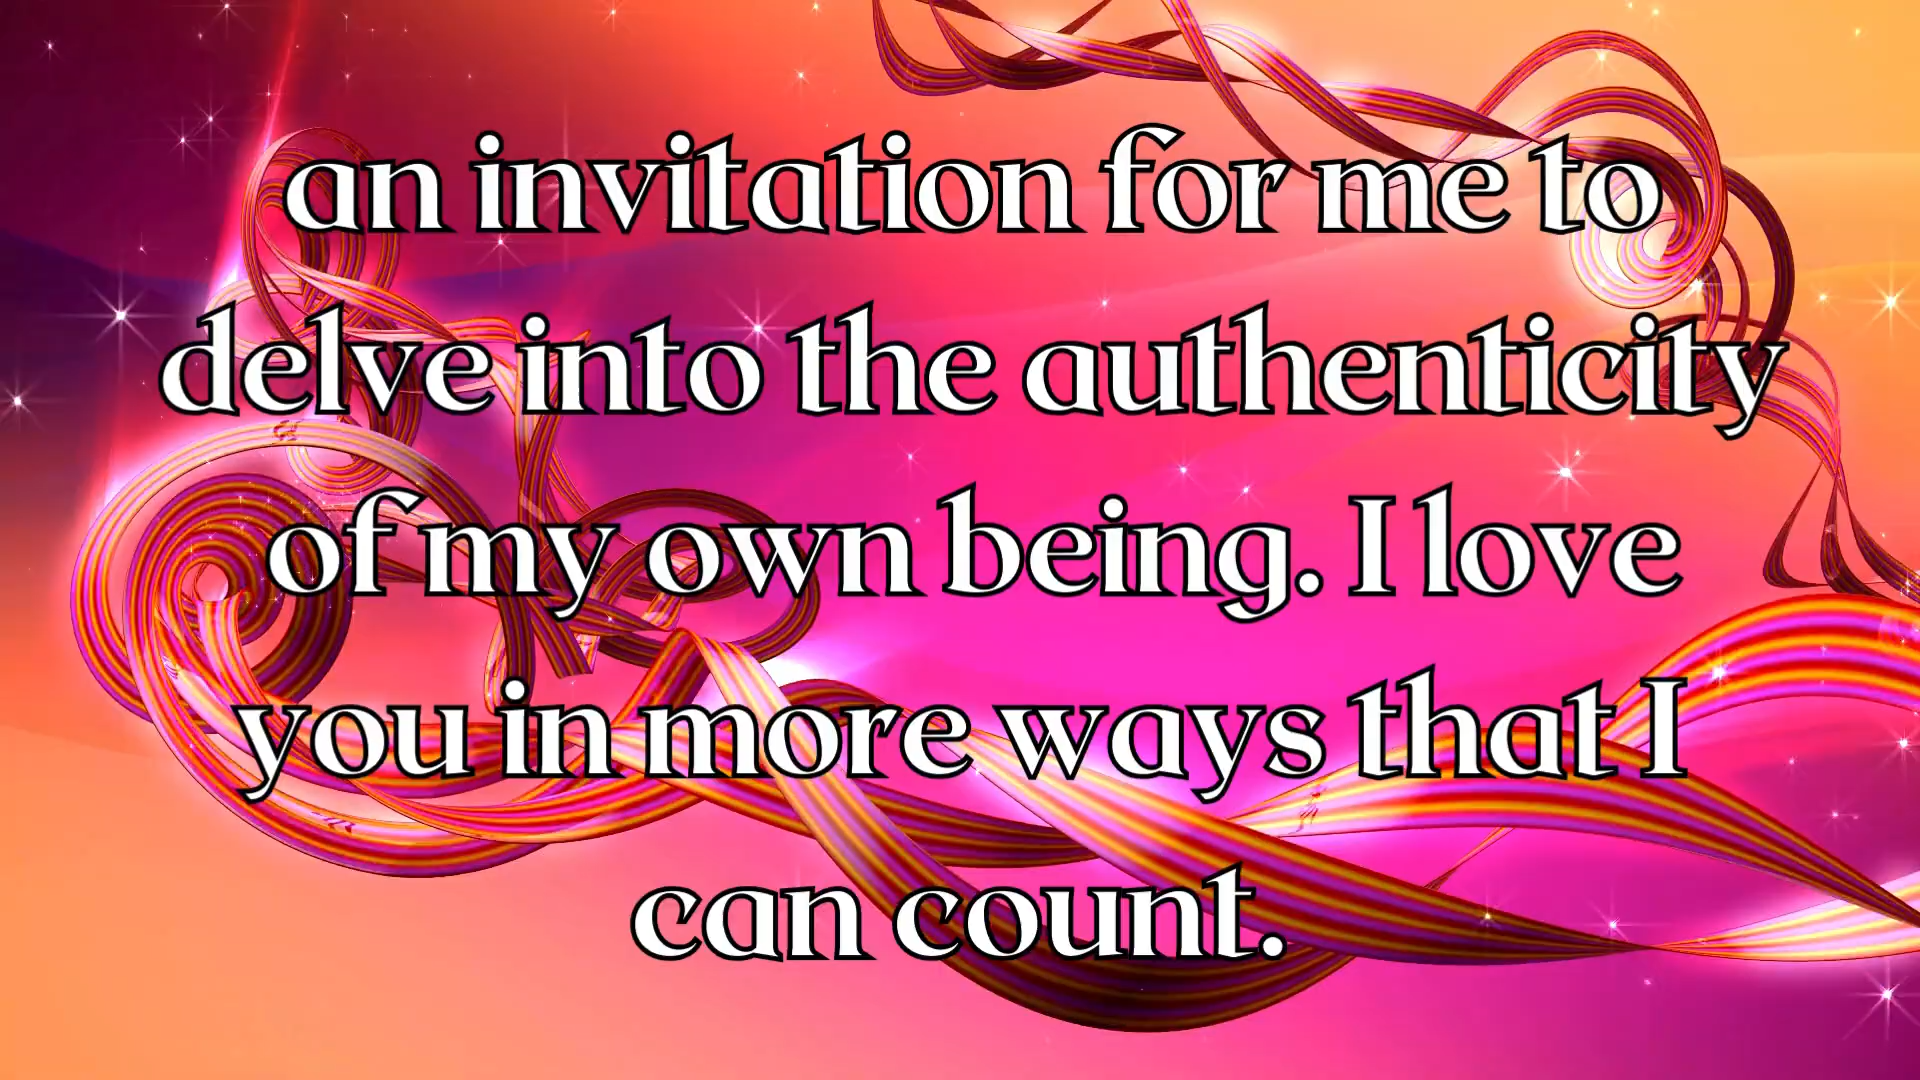 an invitation for me to
delve into the authenticity
of my own being. I love
you in more ways that I
can count.